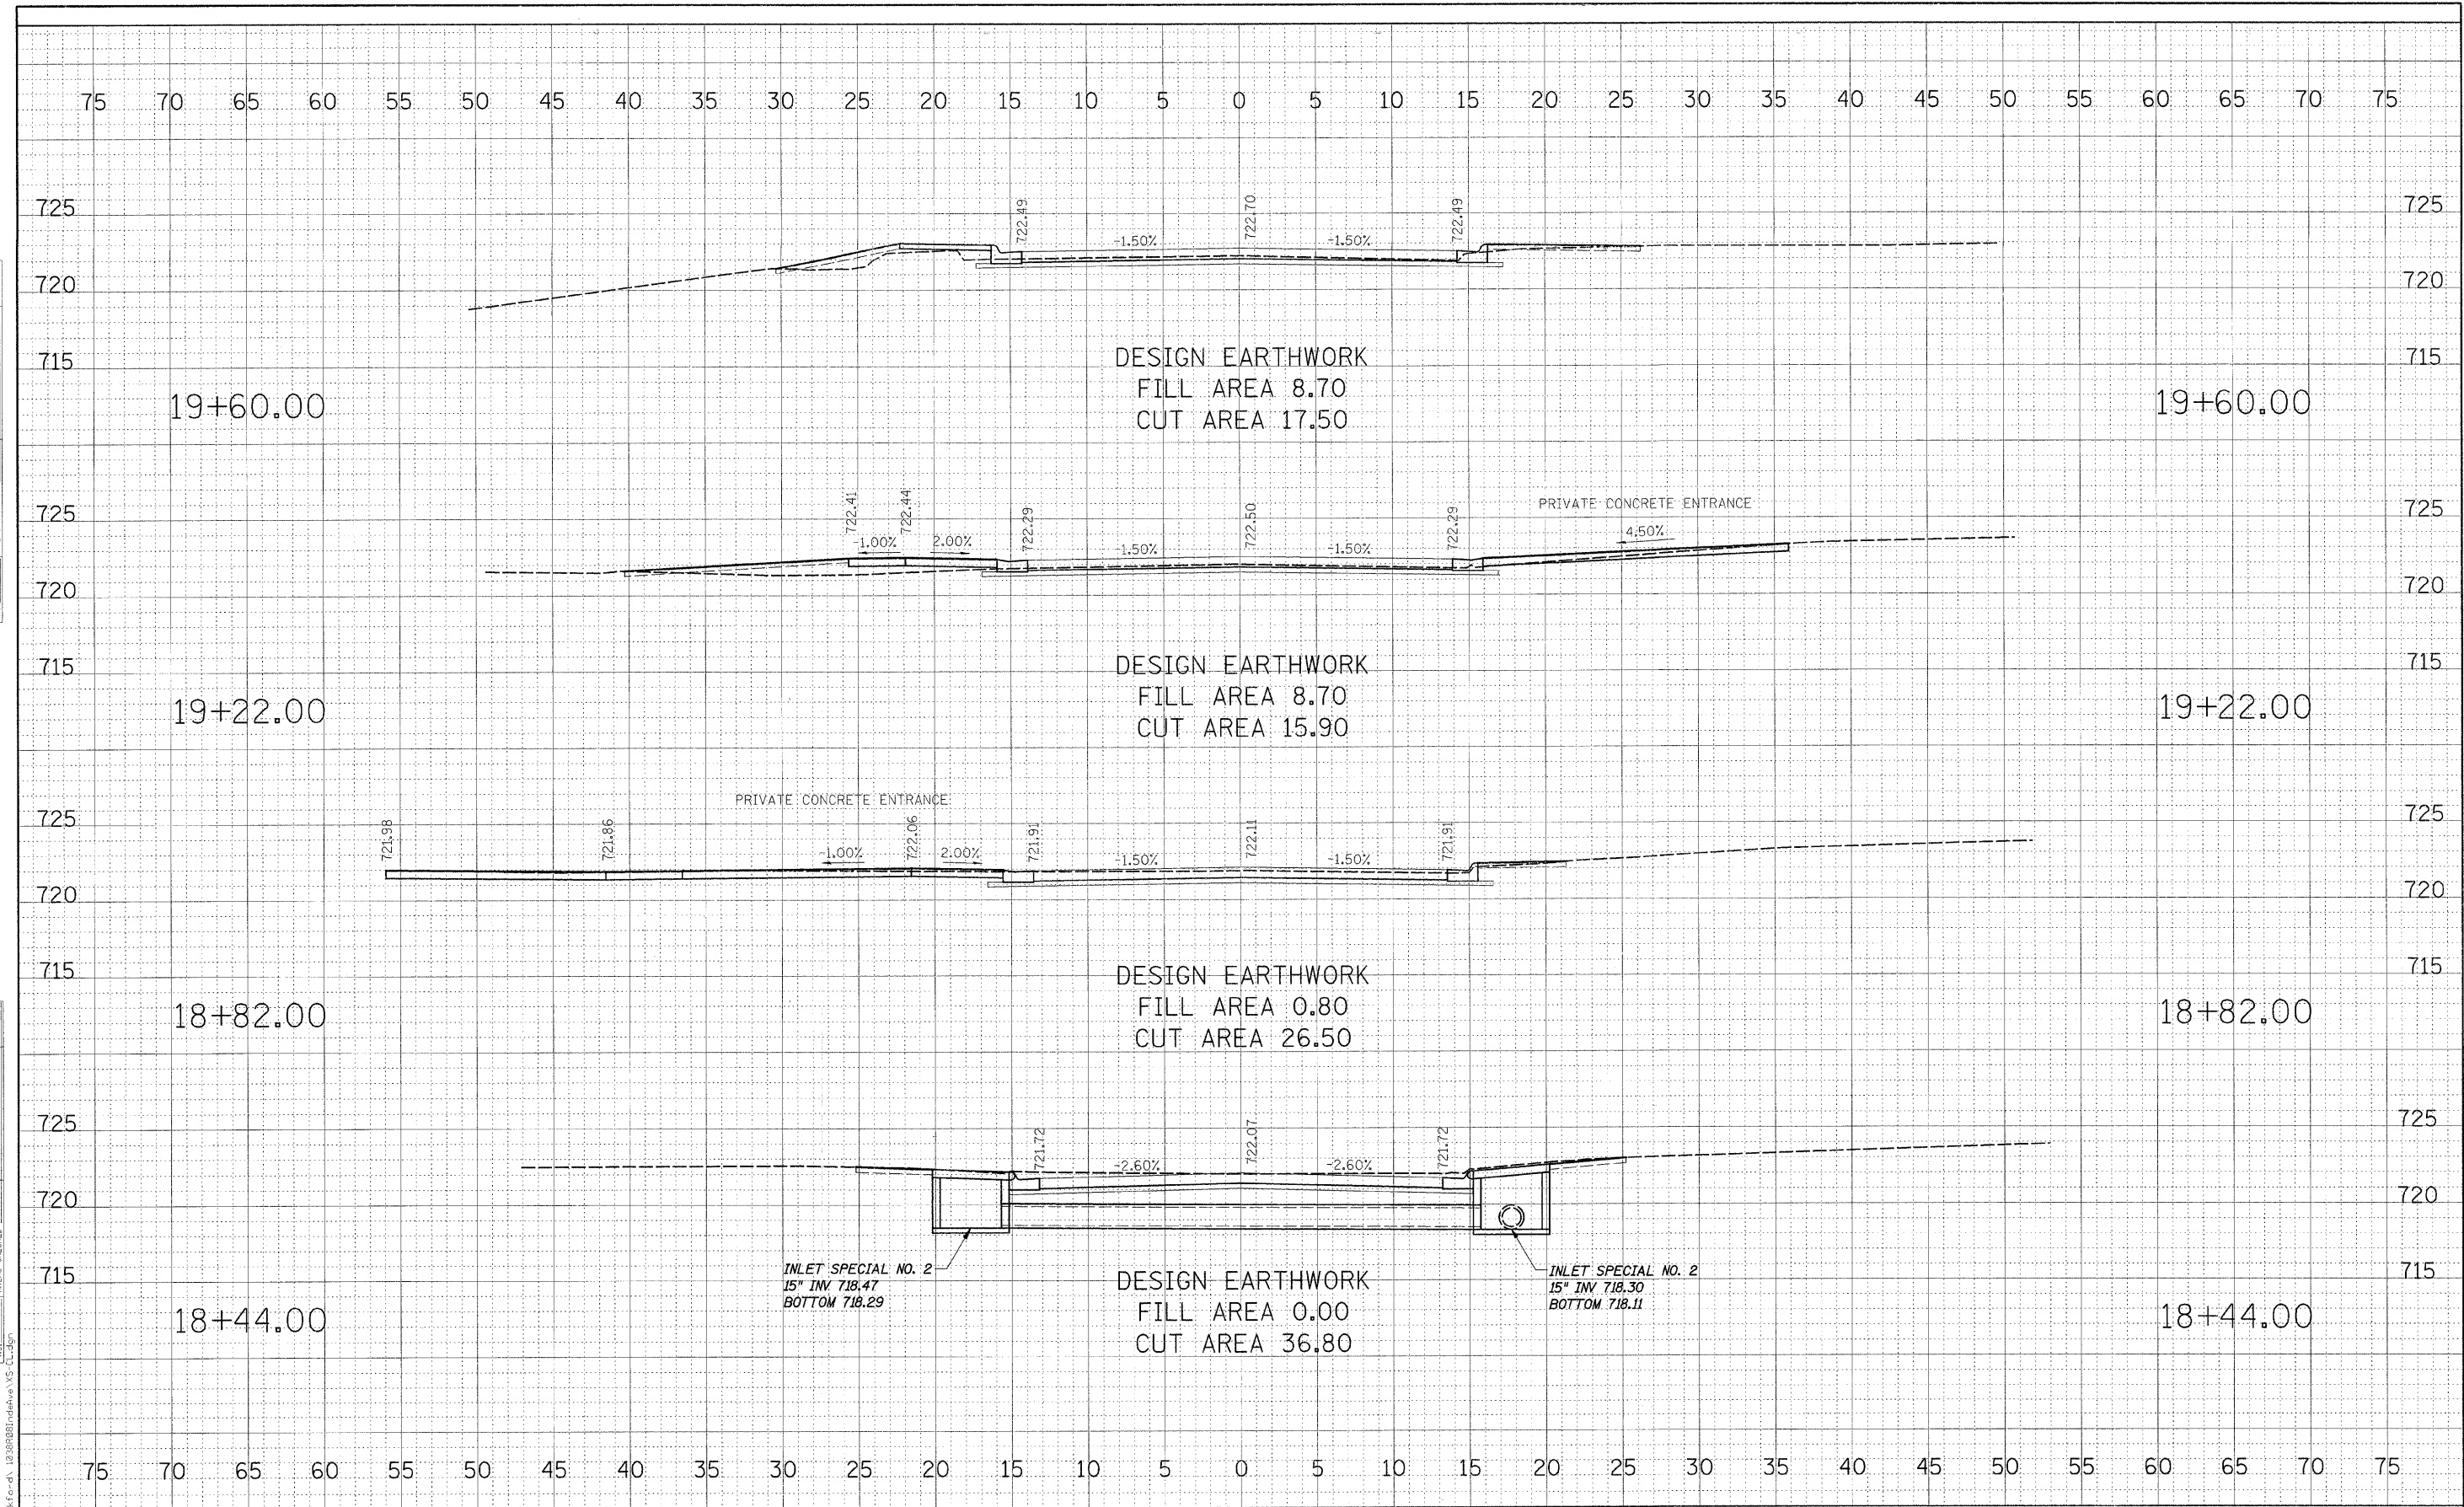 75 70 65 60 55 50 45 40 35 30 25 20 15 10 5 0 5 10 15 20 25 30 35 40 45 50 55 60 65 70 75
722.49 722.70 722.49
725 725
-1.50% -1.50%
720 720
715 715
DESIGN EARTHWORK
FILL AREA 8.70
CUT AREA 17.50
19+60.00 19+60.00
722.41 722.44 722.29 722.50 722.29
PRIVATE CONCRETE ENTRANCE
725 725
-1.00% 2.00% -1.50% -1.50% 4.50%
720 720
715 715
DESIGN EARTHWORK
FILL AREA 8.70
CUT AREA 15.90
19+22.00 19+22.00
PRIVATE CONCRETE ENTRANCE
725 725
721.98 721.86 722.06 721.91 722.11 721.91
-1.00% 2.00% -1.50% -1.50%
720 720
715 715
DESIGN EARTHWORK
FILL AREA 0.80
CUT AREA 26.50
18+82.00 18+82.00
725 725
721.72 722.07 721.72
-2.60% -2.60%
720 720
INLET SPECIAL NO. 2
15" INV 718.47
BOTTOM 718.29
INLET SPECIAL NO. 2
15" INV 718.30
BOTTOM 718.11
715 715
DESIGN EARTHWORK
FILL AREA 0.00
CUT AREA 36.80
18+44.00 18+44.00
75 70 65 60 55 50 45 40 35 30 25 20 15 10 5 0 5 10 15 20 25 30 35 40 45 50 55 60 65 70 75